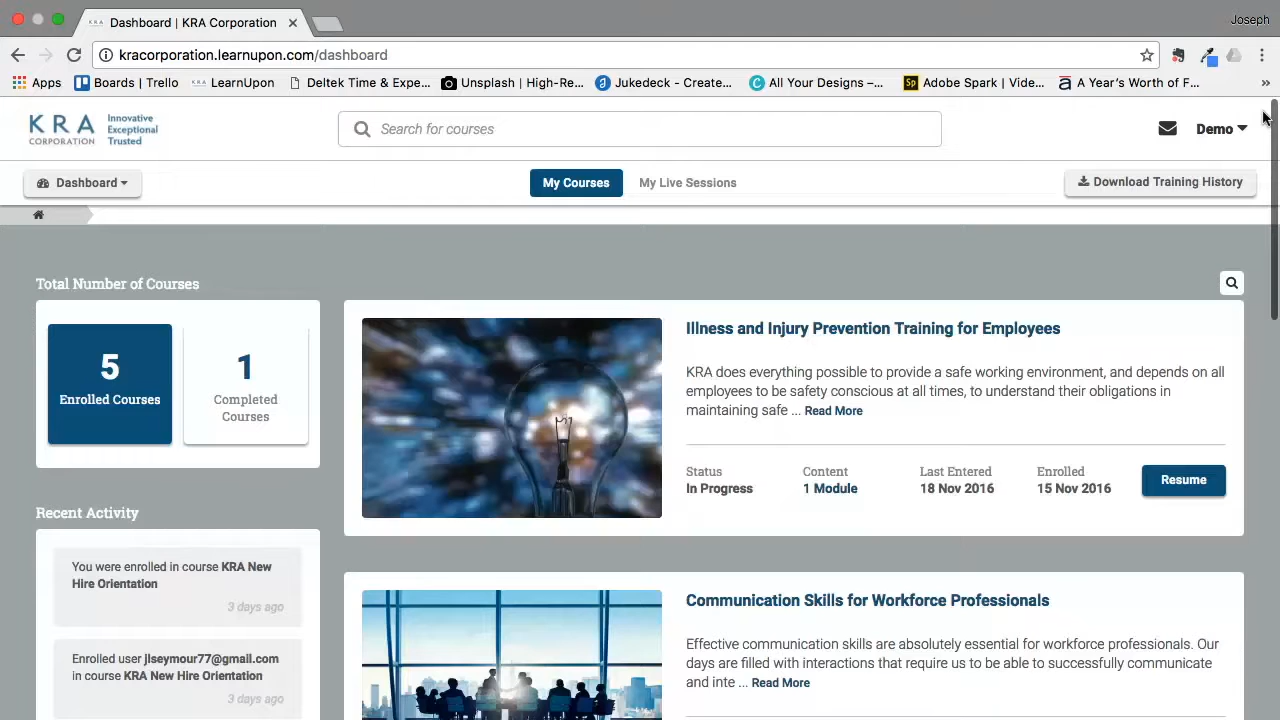 Dashboard | KRA Corporation
Joseph
kracorporation.learnupon.com/dashboard
Apps
Boards | Trello
LearnUpon
Deltek Time & Expe...
Unsplash | High-Re...
Jukedeck - Create...
All Your Designs –...
Adobe Spark | Vide...
A Year's Worth of F...
KRA
CORPORATION
Innovative
Exceptional
Trusted
Search for courses
Demo
Dashboard
My Courses
My Live Sessions
Download Training History
Total Number of Courses
5
Enrolled Courses
1
Completed
Courses
Illness and Injury Prevention Training for Employees
KRA does everything possible to provide a safe working environment, and depends on all
employees to be safety conscious at all times, to understand their obligations in
maintaining safe ... Read More
Status
In Progress
Content
1 Module
Last Entered
18 Nov 2016
Enrolled
15 Nov 2016
Resume
Recent Activity
You were enrolled in course KRA New
Hire Orientation
3 days ago
Enrolled user jlseymour77@gmail.com
in course KRA New Hire Orientation
3 days ago
Communication Skills for Workforce Professionals
Effective communication skills are absolutely essential for workforce professionals. Our
days are filled with interactions that require us to be able to successfully communicate
and inte ... Read More